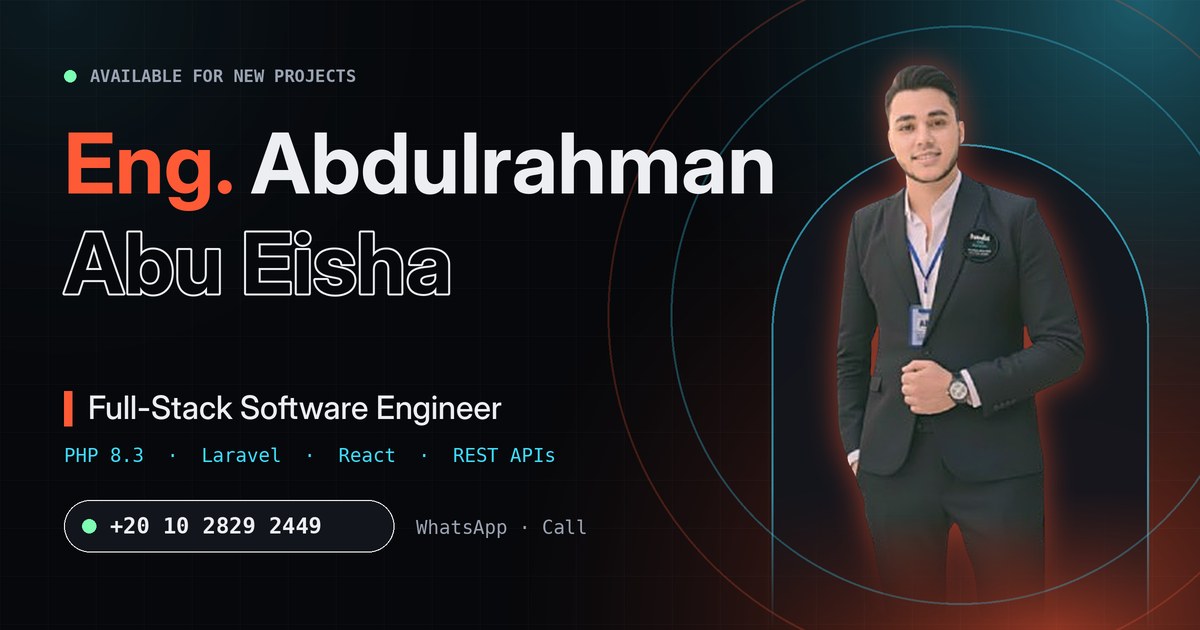 AVAILABLE FOR NEW PROJECTS
Eng. Abdulrahman
Abu Eisha
Full-Stack Software Engineer
PHP 8.3 · Laravel · React · REST APIs
+20 10 2829 2449
WhatsApp · Call